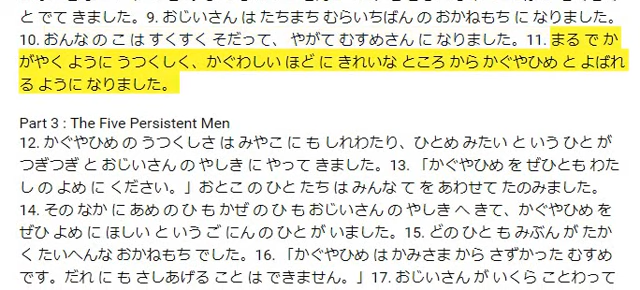 と でて きました。9. おじいさん は たちまち むらいちばん の おかねもち に なりました。
10. おんな の こ は すくすく そだって、 やがて むすめさん に なりました。11. まる で か
がやく ように うつくしく、かぐわしい ほど に きれいな ところ から かぐやひめ と よばれ
る ように なりました。
Part 3 : The Five Persistent Men
12. かぐやひめ の うつくしさ は みやこ に も しれわたり、ひとめ みたい と いう ひと が
つぎつぎ と おじいさん の やしき に やって きました。13. 「かぐやひめ を ぜひとも わた
し の よめ に ください。」おとこ の ひと たち は みんな て を あわせて たのみました。
14. その なか に あめ の ひ も かぜ の ひ も おじいさん の やしき へ きて、かぐやひめ を
ぜひ よめ に ほしい と いう ご にん の ひと が いました。15. どの ひと も みぶん が たか
く たいへんな おかねもち でした。16. 「かぐやひめ は かみさま から さずかった むすめ
です。だれ に も さしあげる こと は できません。」17. おじいさん が いくら ことわって